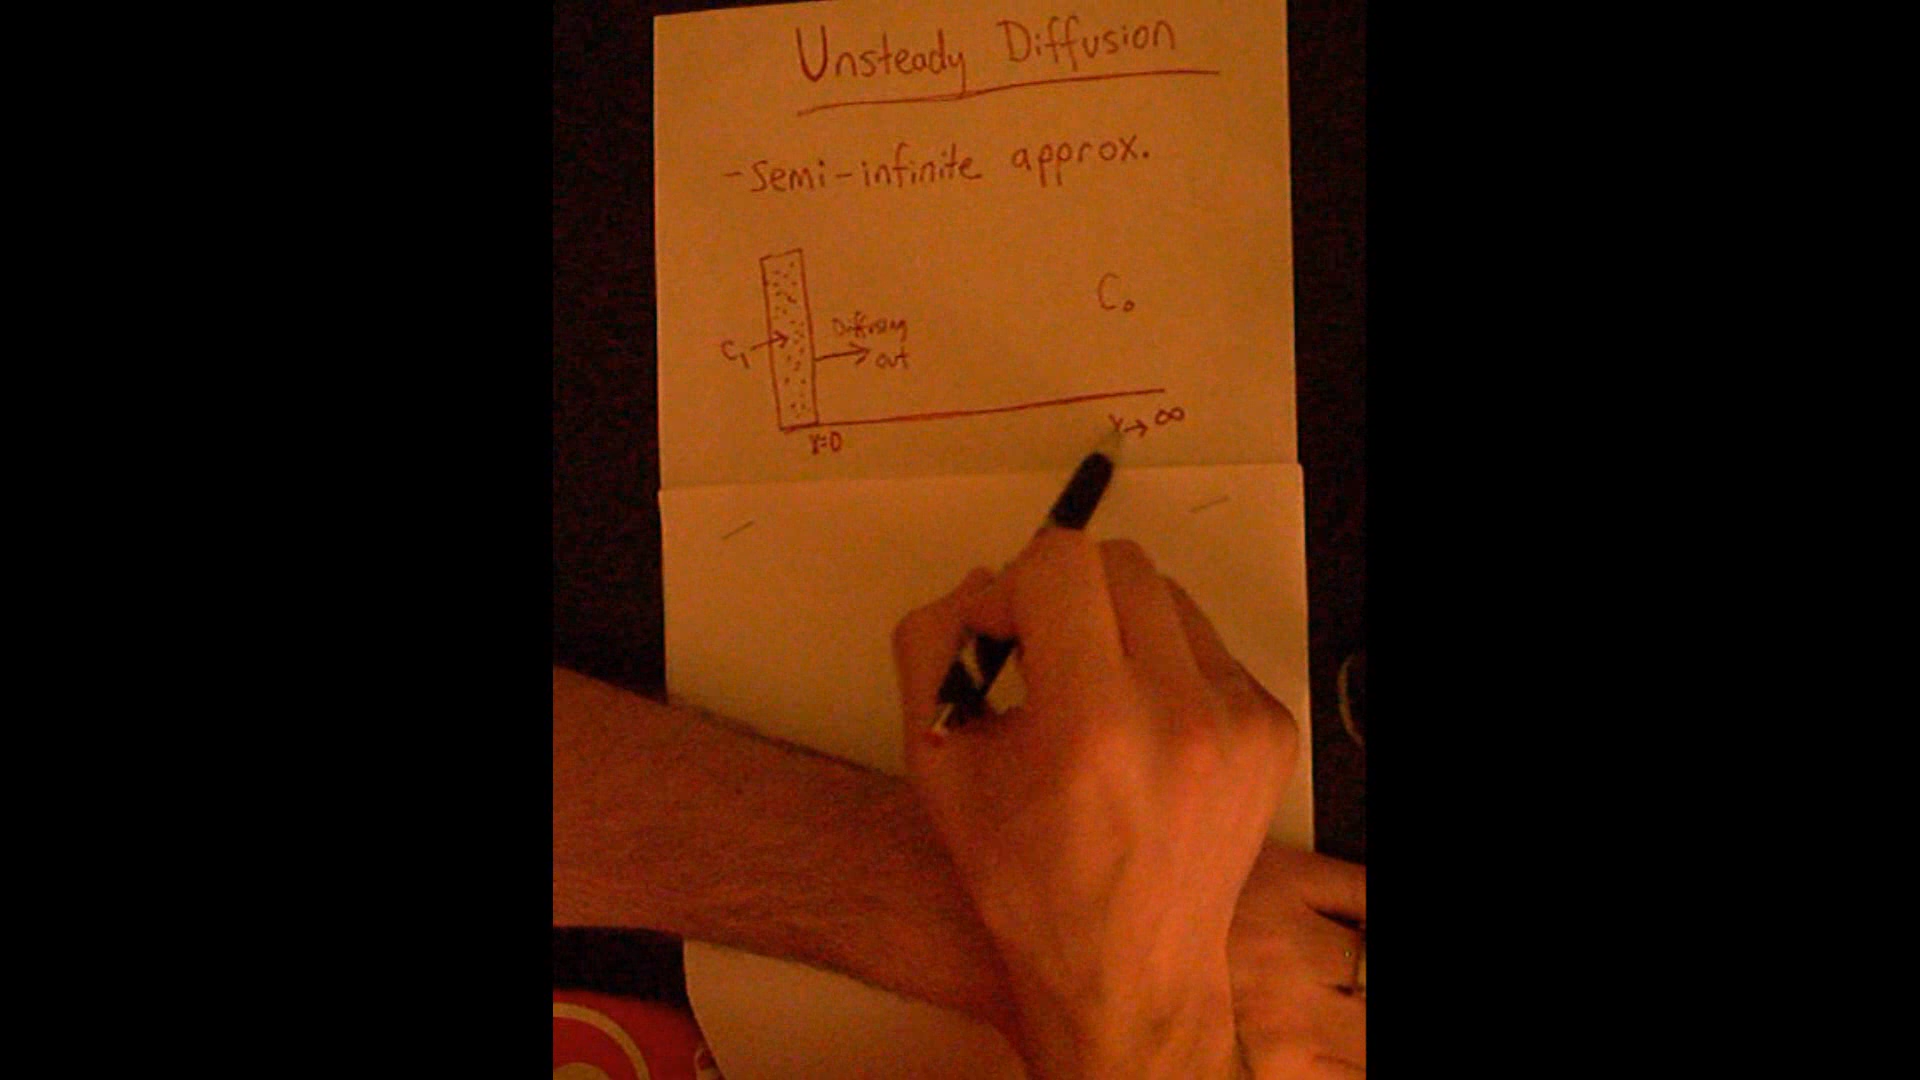 Unsteady Diffusion
- Semi-infinite approx.
C₀
Diffusing
C₁ → → out
x=0
x→∞